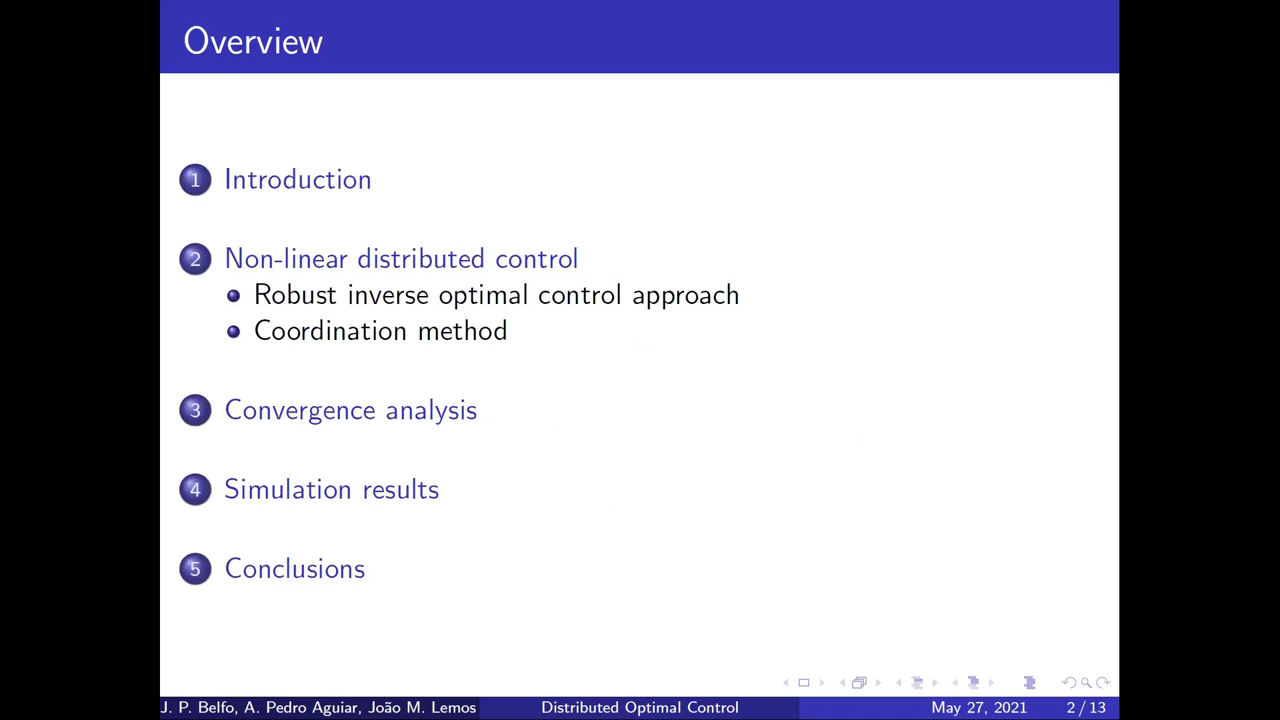 Overview
1 Introduction
2 Non-linear distributed control
Robust inverse optimal control approach
Coordination method
3 Convergence analysis
4 Simulation results
5 Conclusions
J. P. Belfo, A. Pedro Aguiar, João M. Lemos Distributed Optimal Control May 27, 2021 2 / 13